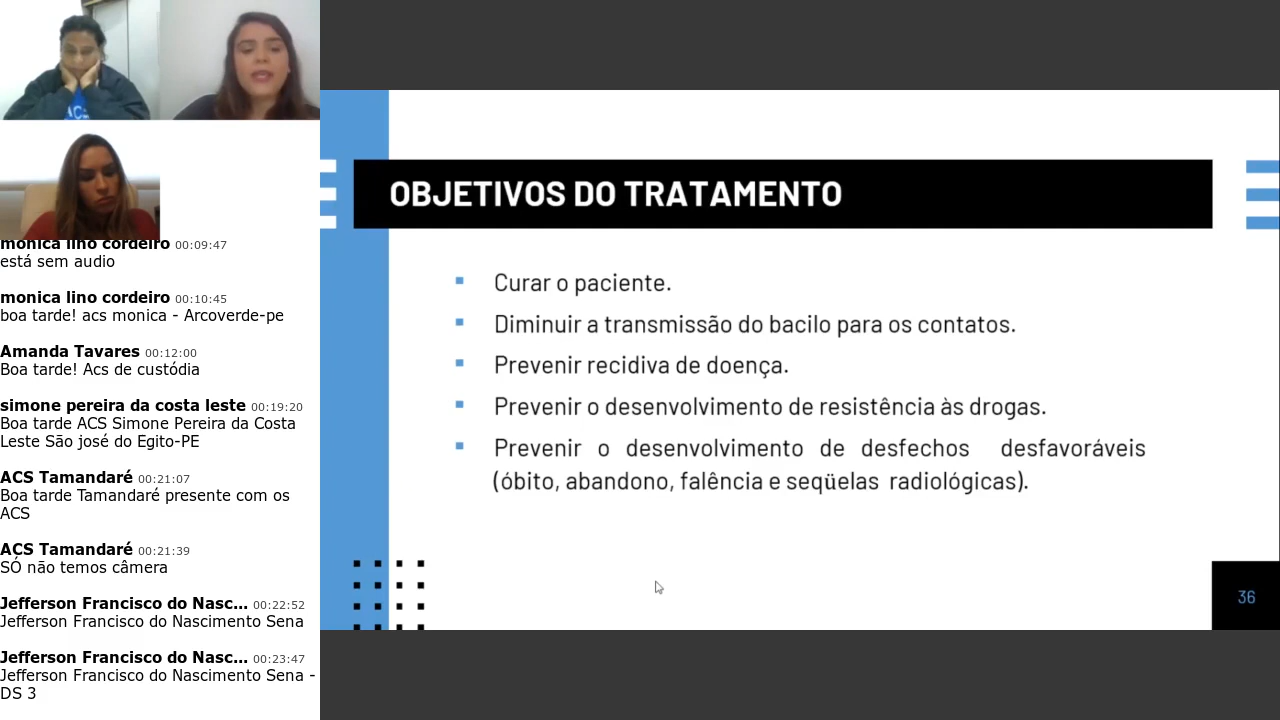 monica lino cordeiro 00:09:47
está sem audio
monica lino cordeiro 00:10:45
boa tarde! acs monica - Arcoverde-pe
Amanda Tavares 00:12:00
Boa tarde! Acs de custódia
simone pereira da costa leste 00:19:20
Boa tarde ACS Simone Pereira da Costa
Leste São josé do Egito-PE
ACS Tamandaré 00:21:07
Boa tarde Tamandaré presente com os
ACS
ACS Tamandaré 00:21:39
SÓ não temos câmera
Jefferson Francisco do Nasc... 00:22:52
Jefferson Francisco do Nascimento Sena
Jefferson Francisco do Nasc... 00:23:47
Jefferson Francisco do Nascimento Sena -
DS 3
OBJETIVOS DO TRATAMENTO
Curar o paciente.
Diminuir a transmissão do bacilo para os contatos.
Prevenir recidiva de doença.
Prevenir o desenvolvimento de resistência às drogas.
Prevenir o desenvolvimento de desfechos desfavoráveis
(óbito, abandono, falência e seqüelas radiológicas).
36